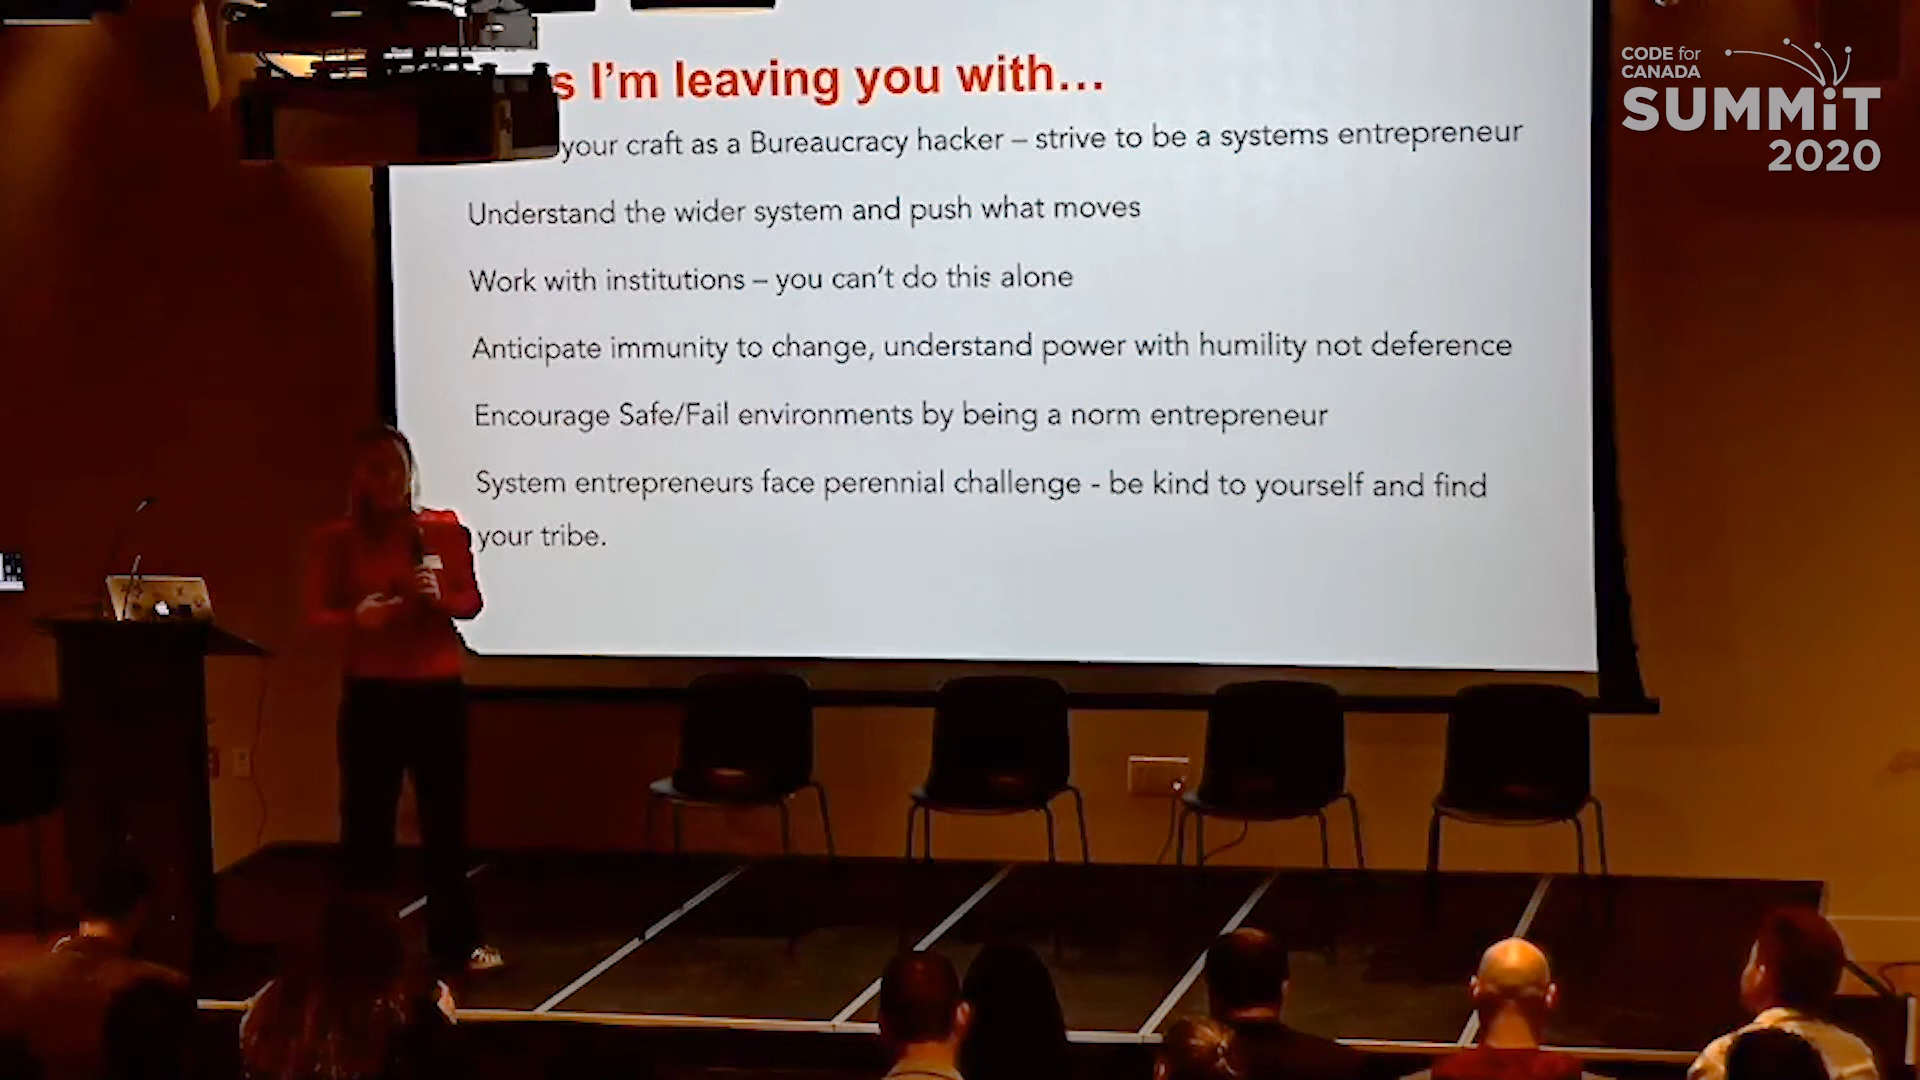 s I'm leaving you with...
your craft as a Bureaucracy hacker – strive to be a systems entrepreneur
Understand the wider system and push what moves
Work with institutions – you can't do this alone
Anticipate immunity to change, understand power with humility not deference
Encourage Safe/Fail environments by being a norm entrepreneur
System entrepreneurs face perennial challenge - be kind to yourself and find
your tribe.
CODE for
CANADA
SUMMiT
2020